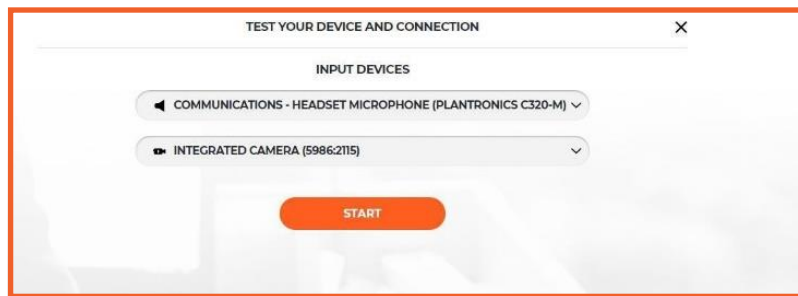 TEST YOUR DEVICE AND CONNECTION
INPUT DEVICES
COMMUNICATIONS - HEADSET MICROPHONE (PLANTRONICS C320-M)
INTEGRATED CAMERA (5986:2115)
START